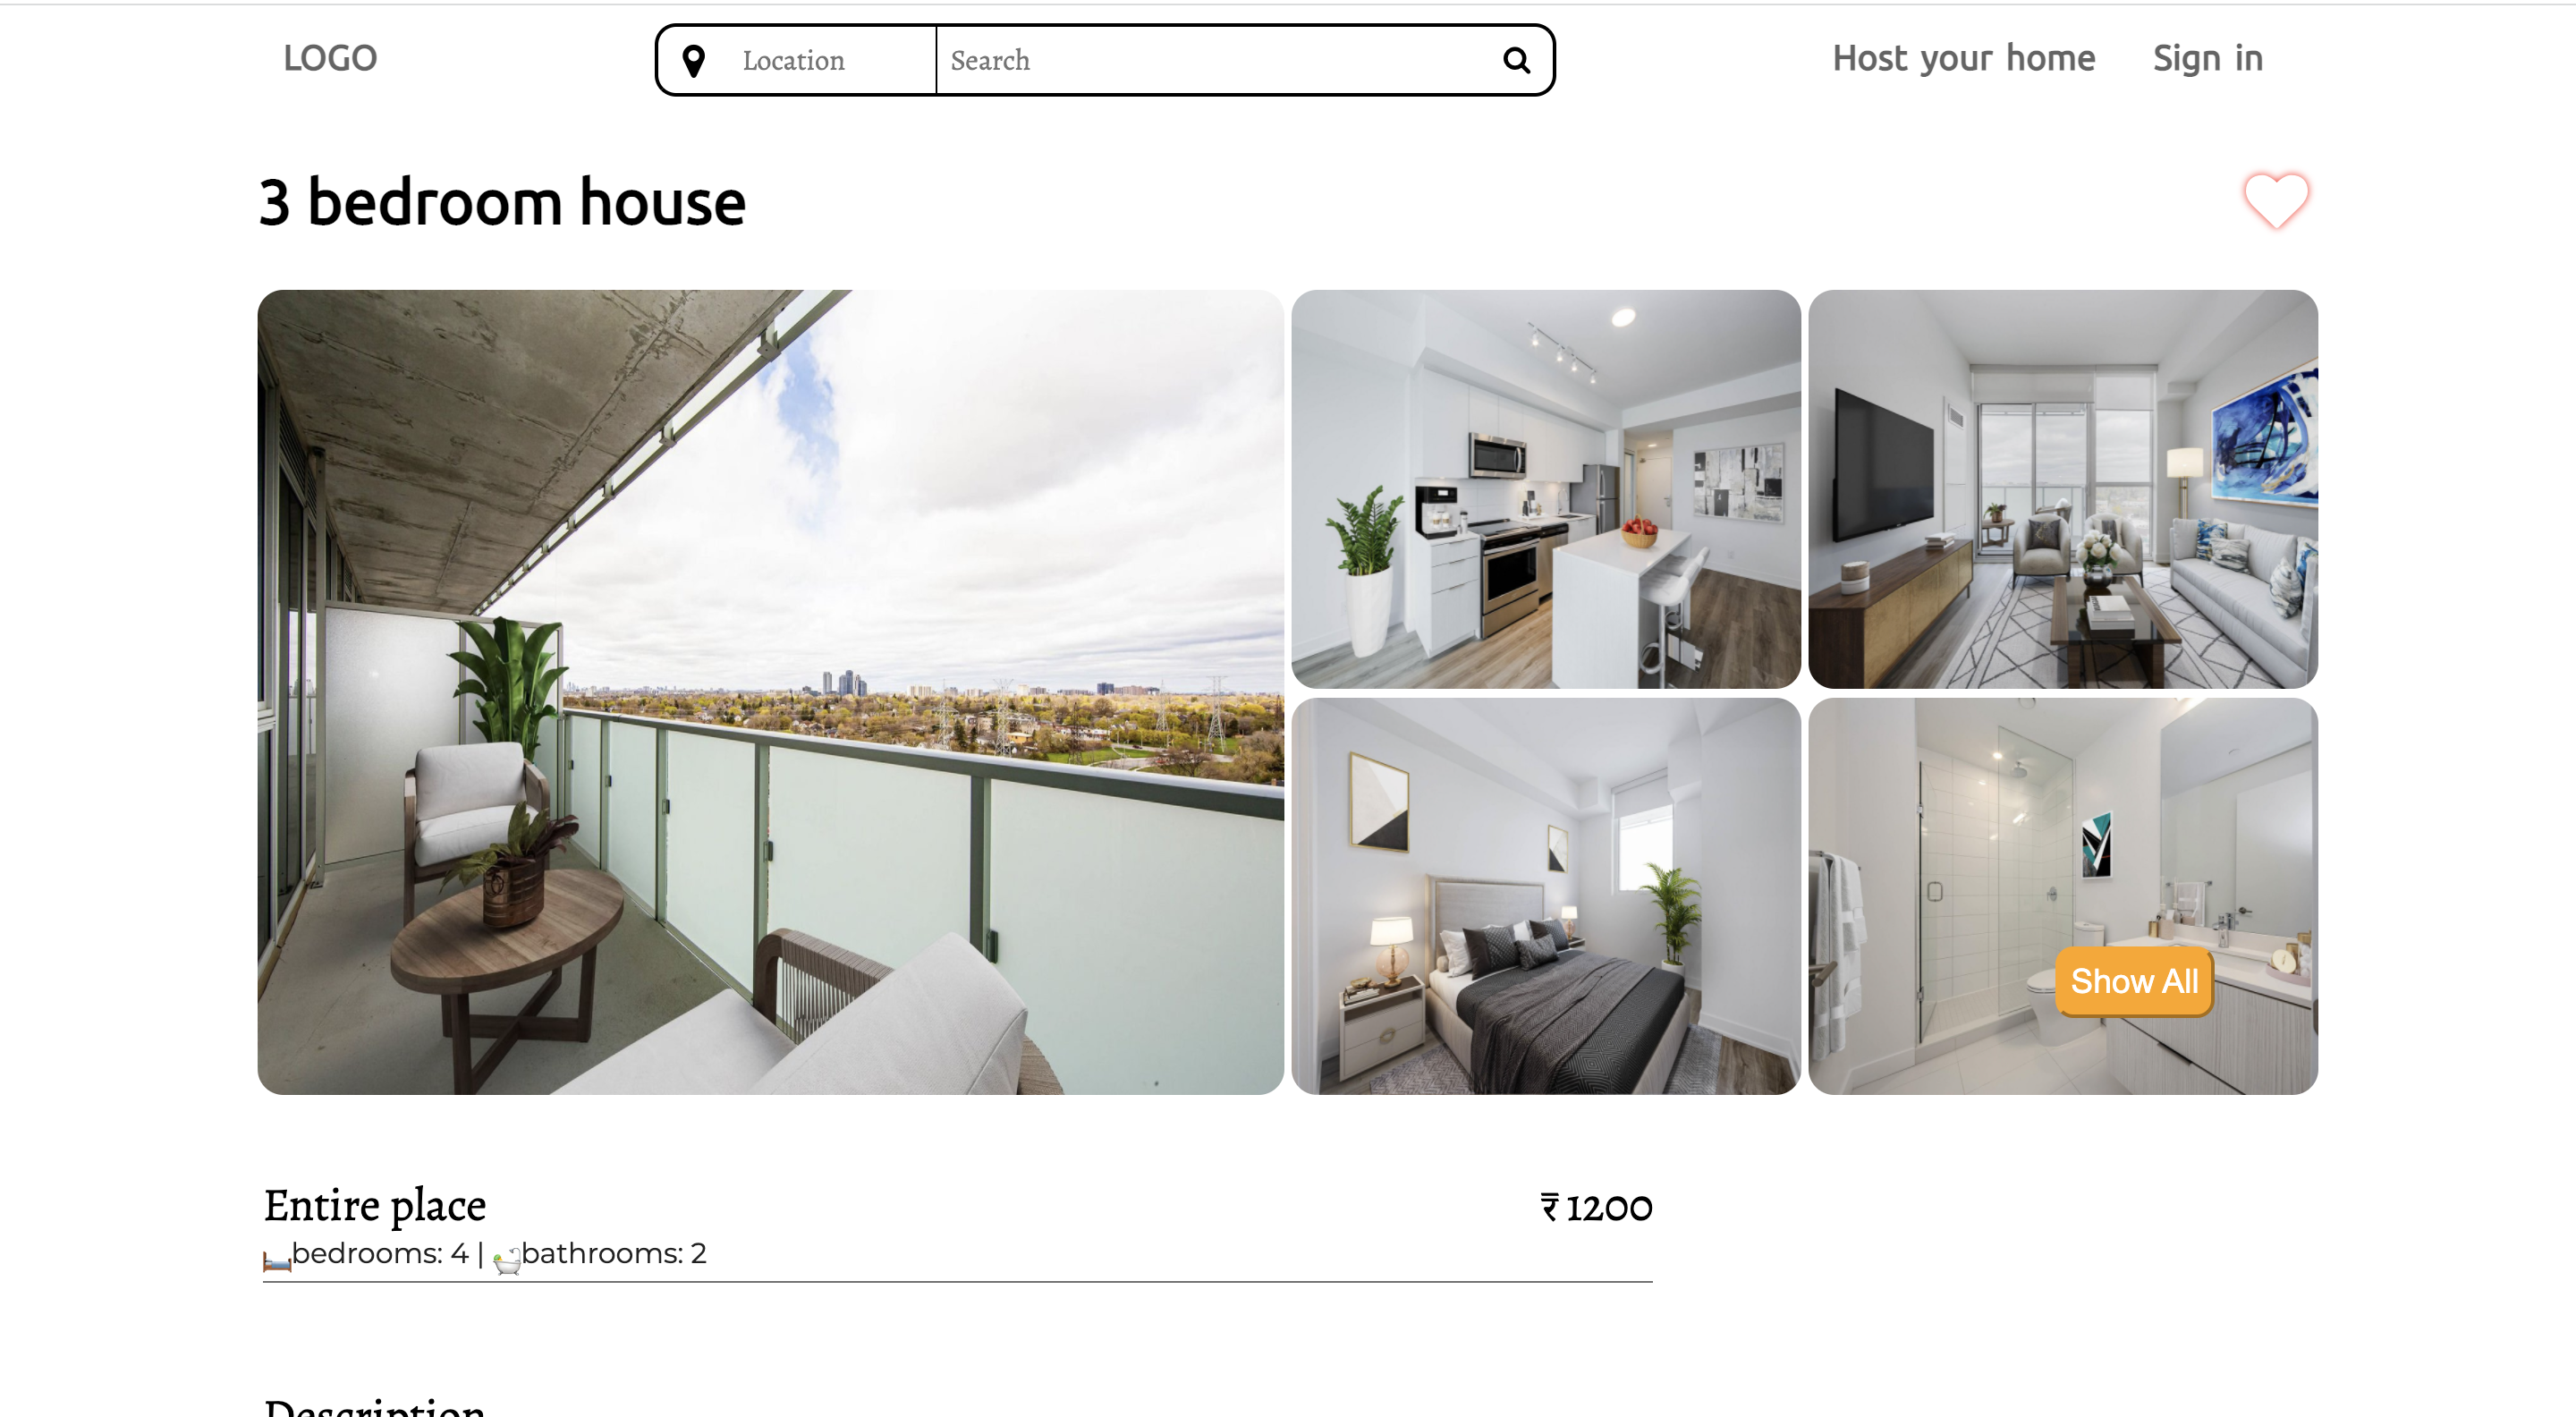 LOGO
Location
Search
Host your home
Sign in
3 bedroom house
Show All
Entire place
₹ 1200
bedrooms: 4 | bathrooms: 2
Description